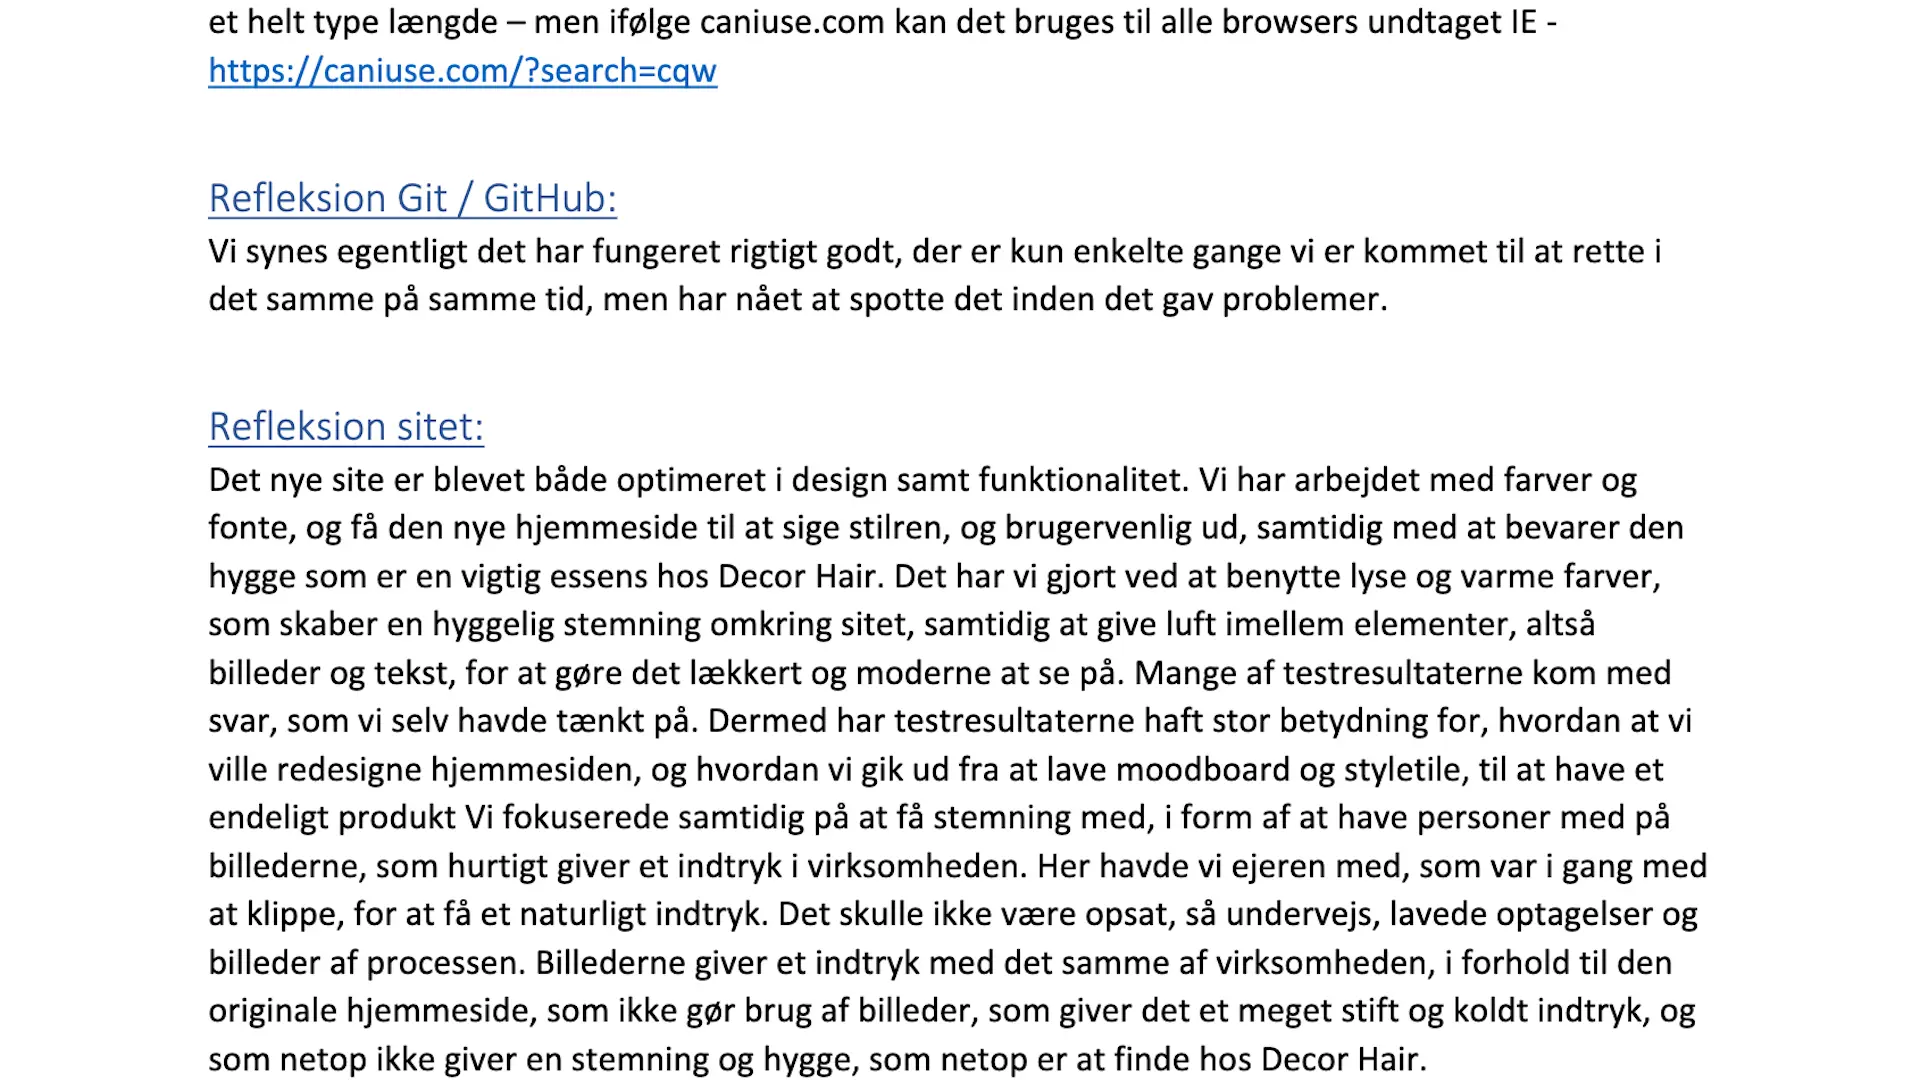 et helt type længde – men ifølge caniuse.com kan det bruges til alle browsers undtaget IE -
https://caniuse.com/?search=cqw
Refleksion Git / GitHub:
Vi synes egentligt det har fungeret rigtigt godt, der er kun enkelte gange vi er kommet til at rette i
det samme på samme tid, men har nået at spotte det inden det gav problemer.
Refleksion sitet:
Det nye site er blevet både optimeret i design samt funktionalitet. Vi har arbejdet med farver og
fonte, og få den nye hjemmeside til at sige stilren, og brugervenlig ud, samtidig med at bevarer den
hygge som er en vigtig essens hos Decor Hair. Det har vi gjort ved at benytte lyse og varme farver,
som skaber en hyggelig stemning omkring sitet, samtidig at give luft imellem elementer, altså
billeder og tekst, for at gøre det lækkert og moderne at se på. Mange af testresultaterne kom med
svar, som vi selv havde tænkt på. Dermed har testresultaterne haft stor betydning for, hvordan at vi
ville redesigne hjemmesiden, og hvordan vi gik ud fra at lave moodboard og styletile, til at have et
endeligt produkt Vi fokuserede samtidig på at få stemning med, i form af at have personer med på
billederne, som hurtigt giver et indtryk i virksomheden. Her havde vi ejeren med, som var i gang med
at klippe, for at få et naturligt indtryk. Det skulle ikke være opsat, så undervejs, lavede optagelser og
billeder af processen. Billederne giver et indtryk med det samme af virksomheden, i forhold til den
originale hjemmeside, som ikke gør brug af billeder, som giver det et meget stift og koldt indtryk, og
som netop ikke giver en stemning og hygge, som netop er at finde hos Decor Hair.